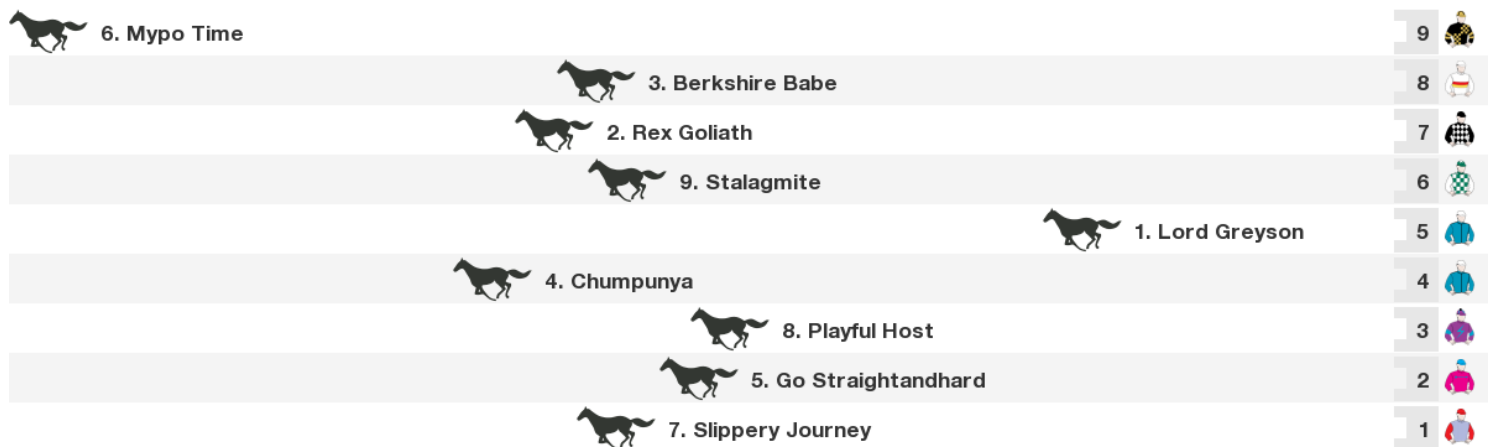 6. Mypo Time 9
3. Berkshire Babe 8
2. Rex Goliath 7
9. Stalagmite 6
1. Lord Greyson 5
4. Chumpunya 4
8. Playful Host 3
5. Go Straightandhard 2
7. Slippery Journey 1